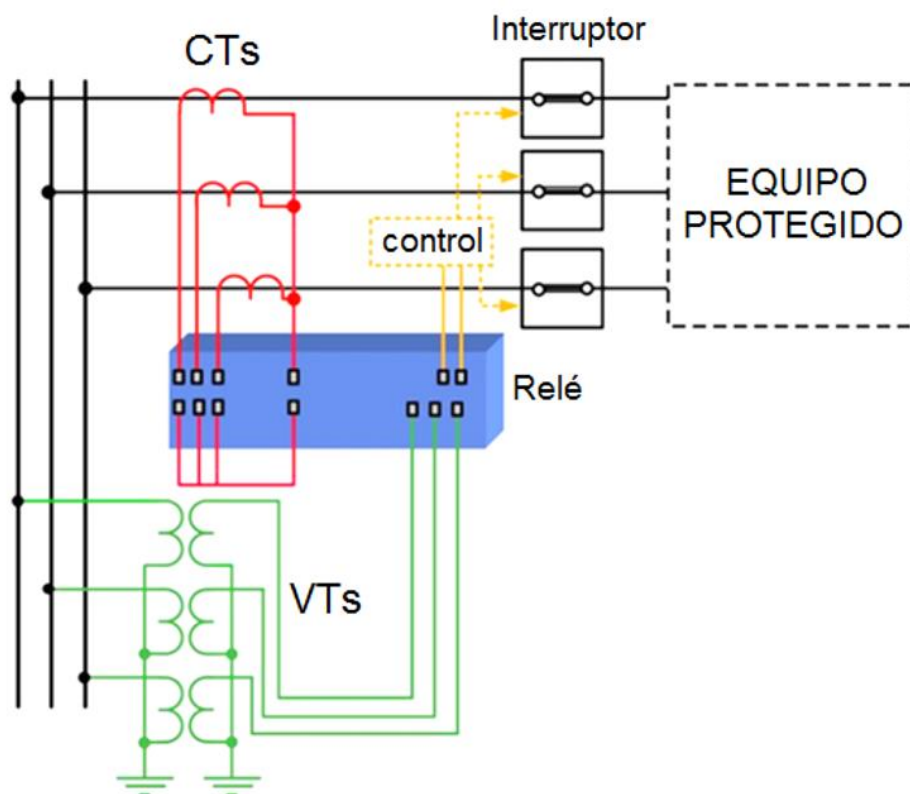 Interruptor
CTs
EQUIPO
PROTEGIDO
control
Relé
VTs